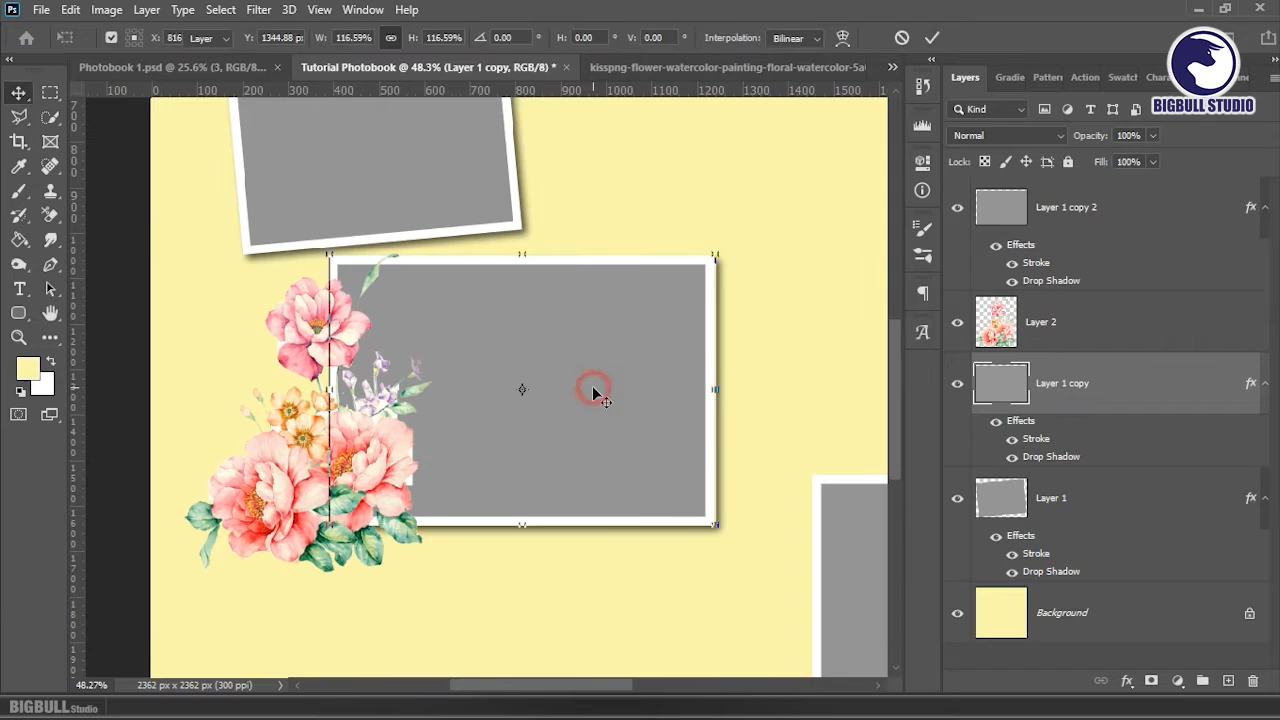 Ps File Edit Image Layer Type Select Filter 3D View Window Help
X: 816 Layer Y: 1344.88 px W: 116.59% H: 116.59% 0.00 ° H: 0.00 ° V: 0.00 ° Interpolation: Bilinear
Photobook 1.psd @ 25.6% (3, RGB/8... × Tutorial Photobook @ 48.3% (Layer 1 copy, RGB/8) * × kisspng-flower-watercolor-painting-floral-watercolor-5a
100 0 100 200 300 400 500 600 700 800 900 1000 1100 1200 1300 1400 1500
Layers Gradie Pattern Action Swatch
BIGBULL STUDIO
Kind
Normal Opacity: 100%
Lock: Fill: 100%
Layer 1 copy 2 fx
Effects
Stroke
Drop Shadow
Layer 2
Layer 1 copy fx
Effects
Stroke
Drop Shadow
Layer 1 fx
Effects
Stroke
Drop Shadow
Background
48.27% 2362 px x 2362 px (300 ppi)
BIGBULL Studio